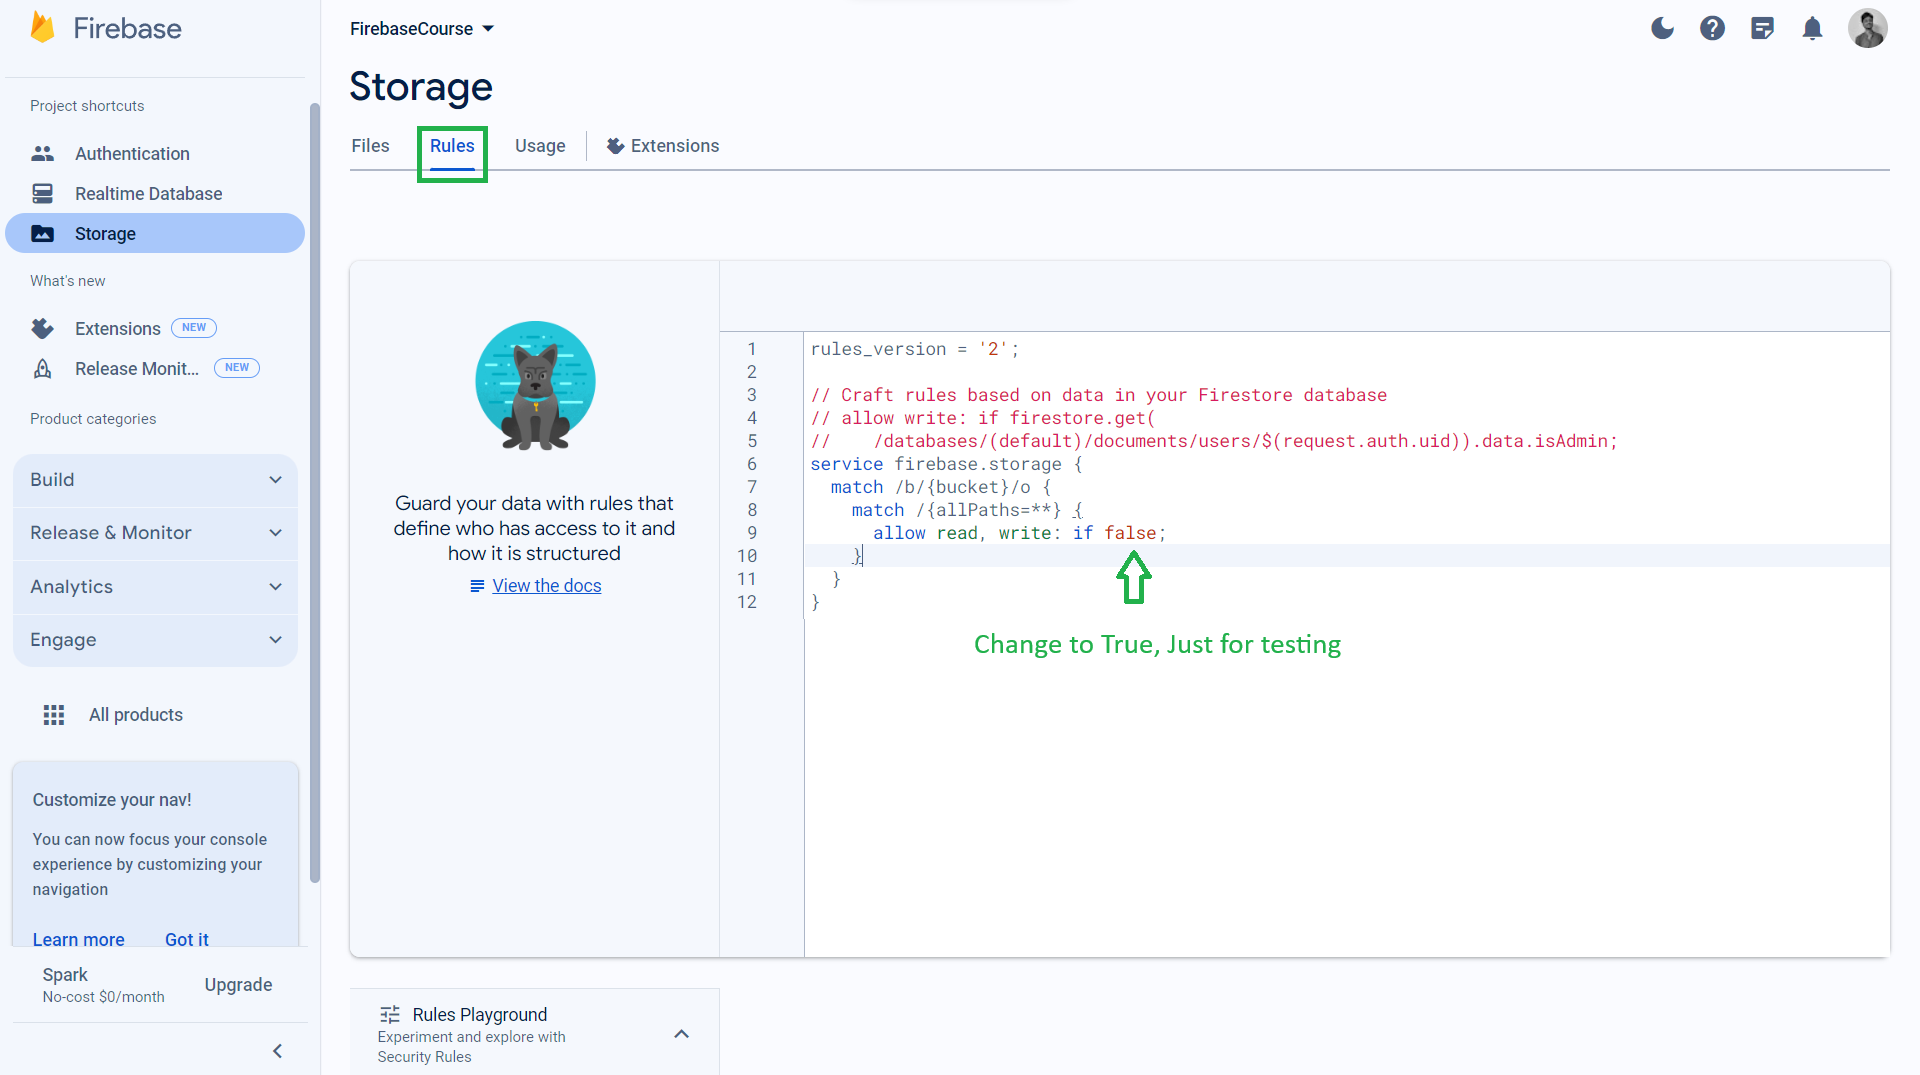 Firebase
FirebaseCourse
Project shortcuts
Authentication
Realtime Database
Storage
What's new
Extensions NEW
Release Monit... NEW
Product categories
Build
Release & Monitor
Analytics
Engage
All products
Customize your nav!
You can now focus your console
experience by customizing your
navigation
Learn more Got it
Spark
No-cost $0/month
Upgrade
Storage
Files Rules Usage Extensions
Guard your data with rules that
define who has access to it and
how it is structured
View the docs
1 rules_version = '2';
2
3 // Craft rules based on data in your Firestore database
4 // allow write: if firestore.get(
5 //    /databases/(default)/documents/users/$(request.auth.uid)).data.isAdmin;
6 service firebase.storage {
7   match /b/{bucket}/o {
8     match /{allPaths=**} {
9       allow read, write: if false;
10     }
11   }
12 }
Change to True, Just for testing
Rules Playground
Experiment and explore with
Security Rules